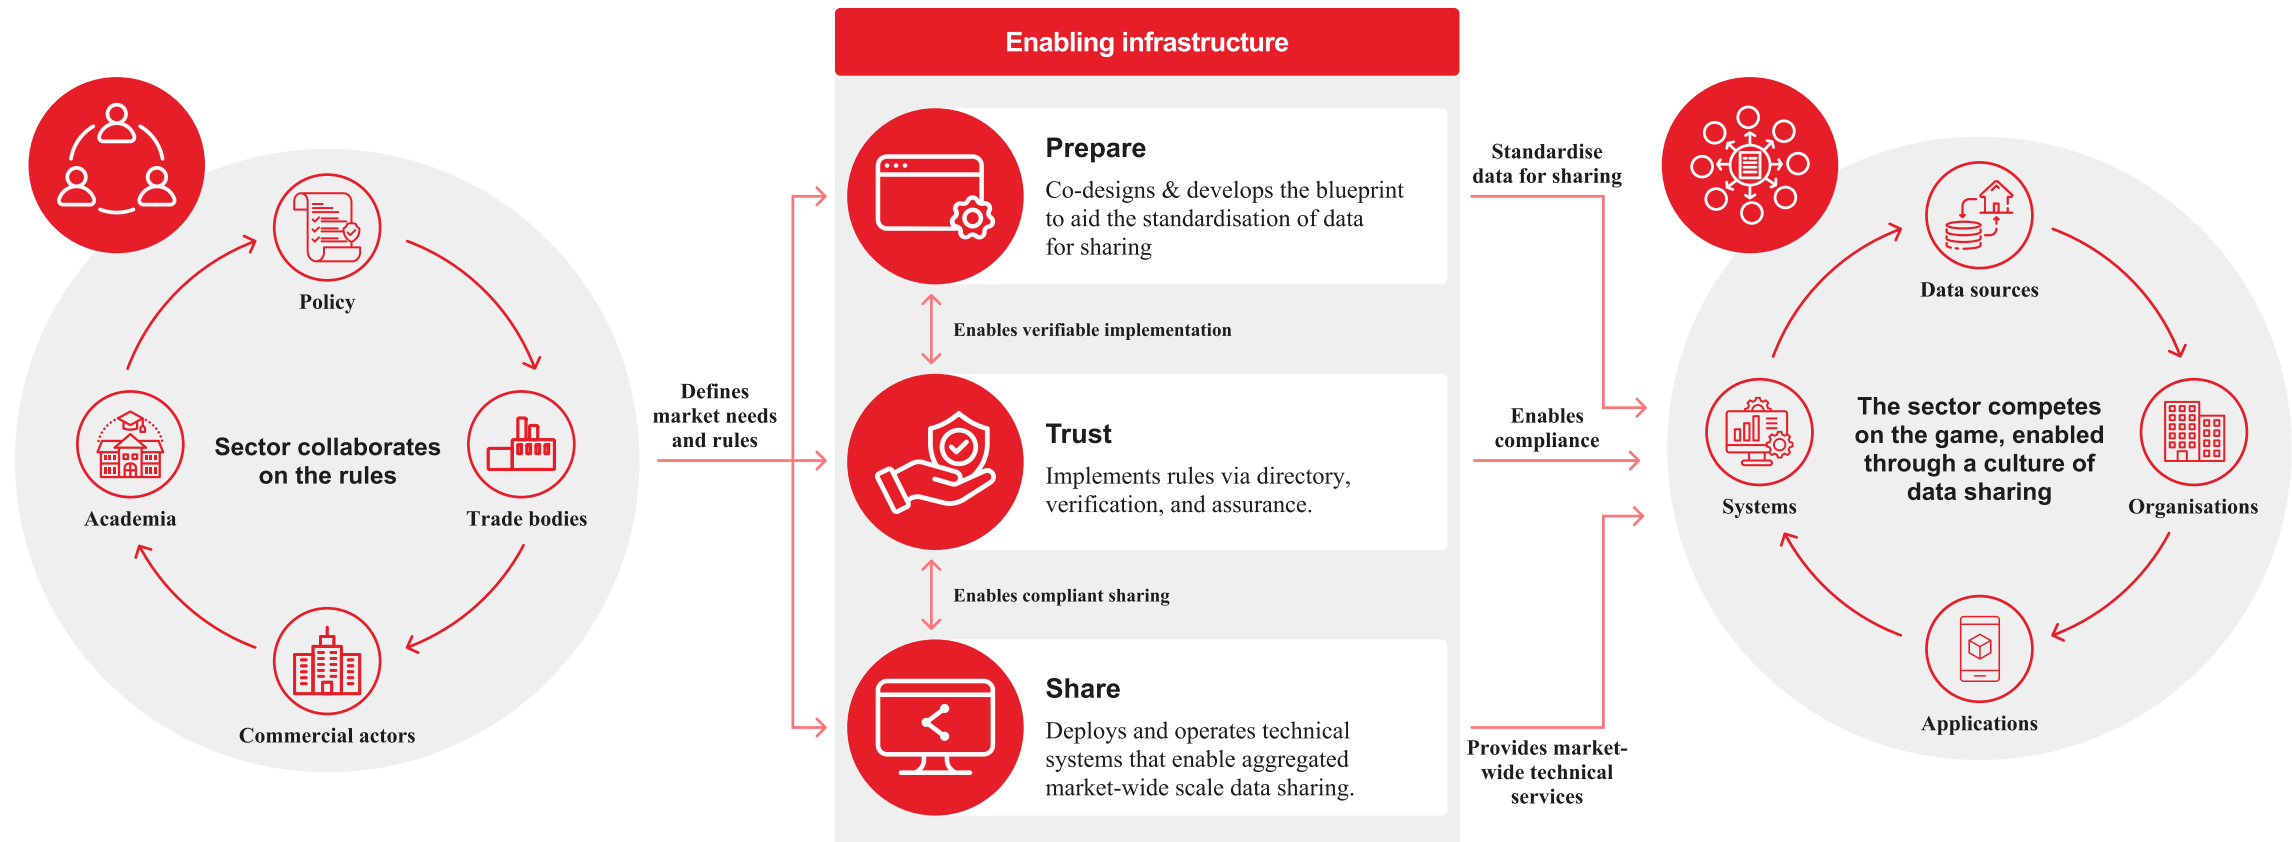 Enabling infrastructure
Policy
Academia
Sector collaborates
on the rules
Trade bodies
Commercial actors
Defines
market needs
and rules
Prepare
Co-designs & develops the blueprint
to aid the standardisation of data
for sharing
Enables verifiable implementation
Trust
Implements rules via directory,
verification, and assurance.
Enables compliant sharing
Share
Deploys and operates technical
systems that enable aggregated
market-wide scale data sharing.
Standardise
data for sharing
Enables
compliance
Provides market-
wide technical
services
Data sources
Systems
The sector competes
on the game, enabled
through a culture of
data sharing
Organisations
Applications